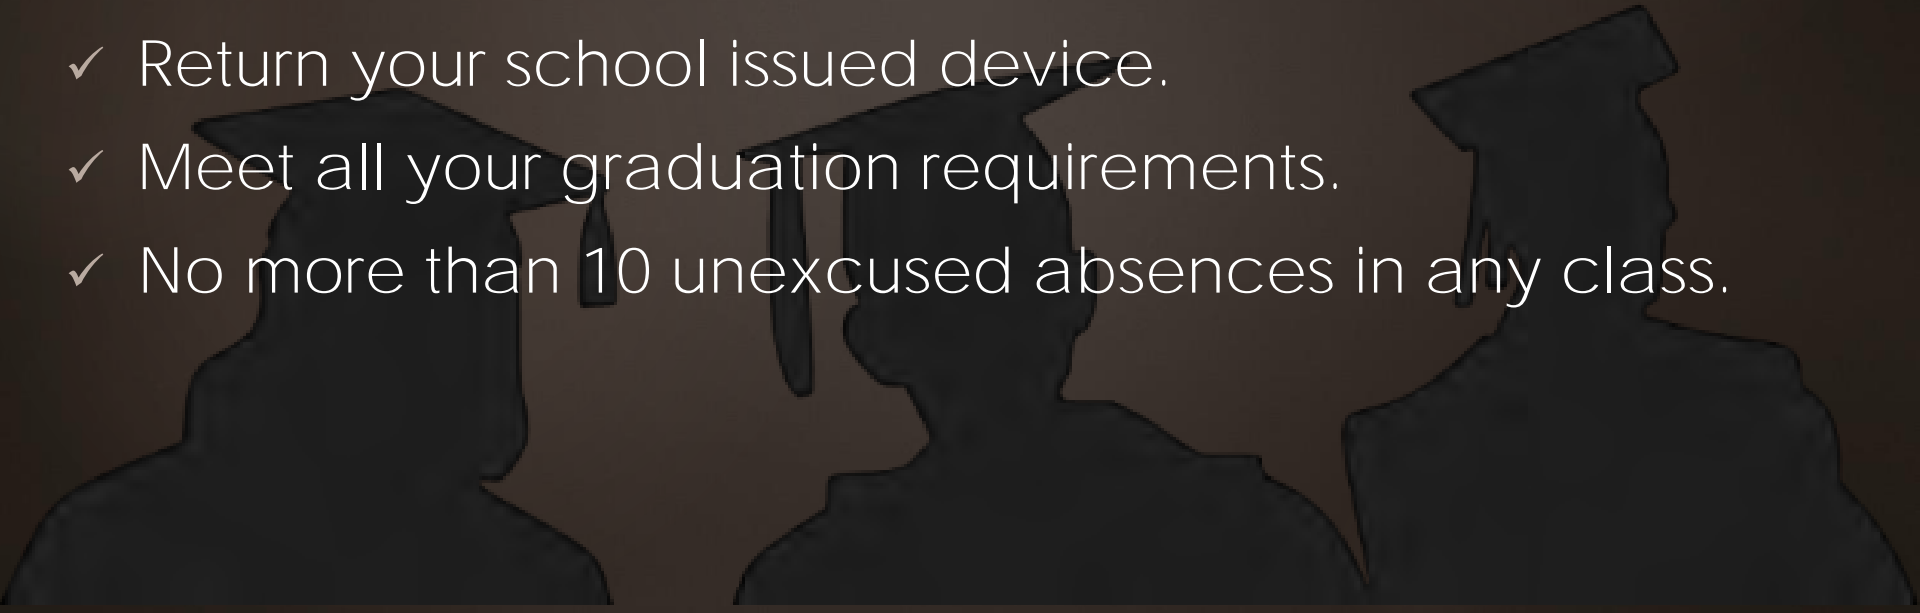 ✓ Return your school issued device.
✓ Meet all your graduation requirements.
✓ No more than 10 unexcused absences in any class.